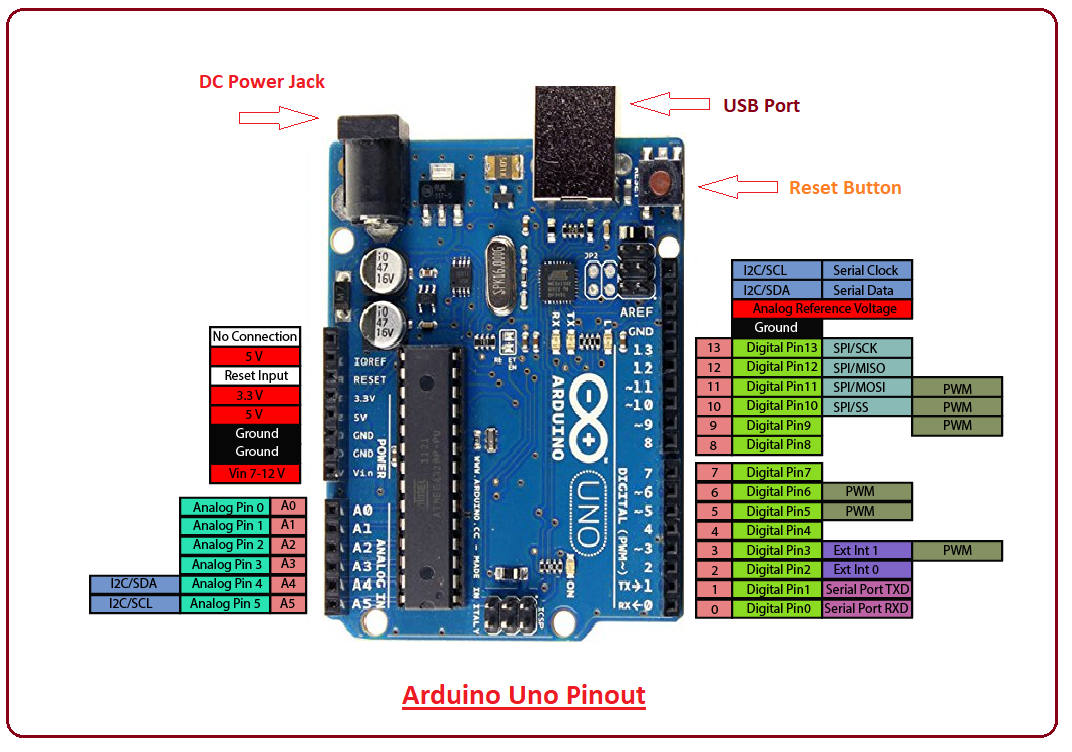 DC Power Jack
USB Port
Reset Button
RESET
10
47
16V
10
47
16V
SPK16.000G
JP2
I2C/SCL Serial Clock
I2C/SDA Serial Data
Analog Reference Voltage
Ground
13 Digital Pin13 SPI/SCK
12 Digital Pin12 SPI/MISO
11 Digital Pin11 SPI/MOSI PWM
10 Digital Pin10 SPI/SS PWM
9 Digital Pin9 PWM
8 Digital Pin8
7 Digital Pin7
6 Digital Pin6 PWM
5 Digital Pin5 PWM
4 Digital Pin4
3 Digital Pin3 Ext Int 1 PWM
2 Digital Pin2 Ext Int 0
1 Digital Pin1 Serial Port TXD
0 Digital Pin0 Serial Port RXD
No Connection
5 V
Reset Input
3.3 V
5 V
Ground
Ground
Vin 7-12 V
Analog Pin 0 A0
Analog Pin 1 A1
Analog Pin 2 A2
Analog Pin 3 A3
I2C/SDA Analog Pin 4 A4
I2C/SCL Analog Pin 5 A5
IOREF
RESET
3.3V
5V
GND
GND
Vin
POWER
A0
A1
A2
A3
A4
A5
ANALOG IN
AREF
GND
13
12
~11
~10
~9
8
7
~6
~5
4
~3
2
TX→1
RX←0
DIGITAL (PWM~)
RX
TX
L
ARDUINO
TM
UNO
WWW.ARDUINO.CC - MADE IN ITALY
ON
ICSP
Arduino Uno Pinout